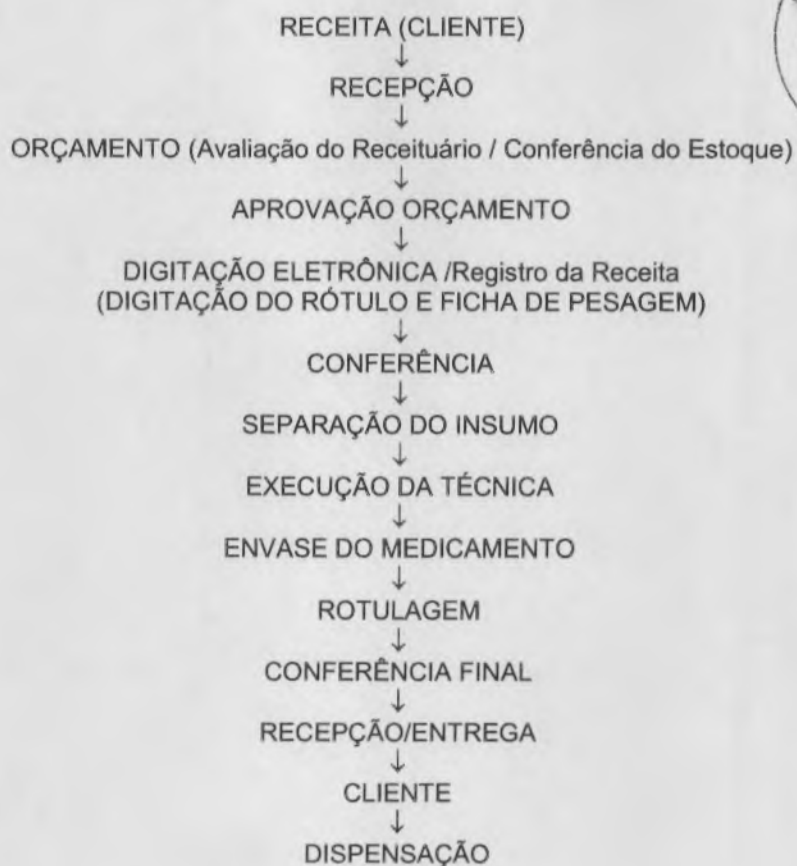 RECEITA (CLIENTE)
↓
RECEPÇÃO
↓
ORÇAMENTO (Avaliação do Receituário / Conferência do Estoque)
↓
APROVAÇÃO ORÇAMENTO
↓
DIGITAÇÃO ELETRÔNICA /Registro da Receita
(DIGITAÇÃO DO RÓTULO E FICHA DE PESAGEM)
↓
CONFERÊNCIA
↓
SEPARAÇÃO DO INSUMO
↓
EXECUÇÃO DA TÉCNICA
↓
ENVASE DO MEDICAMENTO
↓
ROTULAGEM
↓
CONFERÊNCIA FINAL
↓
RECEPÇÃO/ENTREGA
↓
CLIENTE
↓
DISPENSAÇÃO